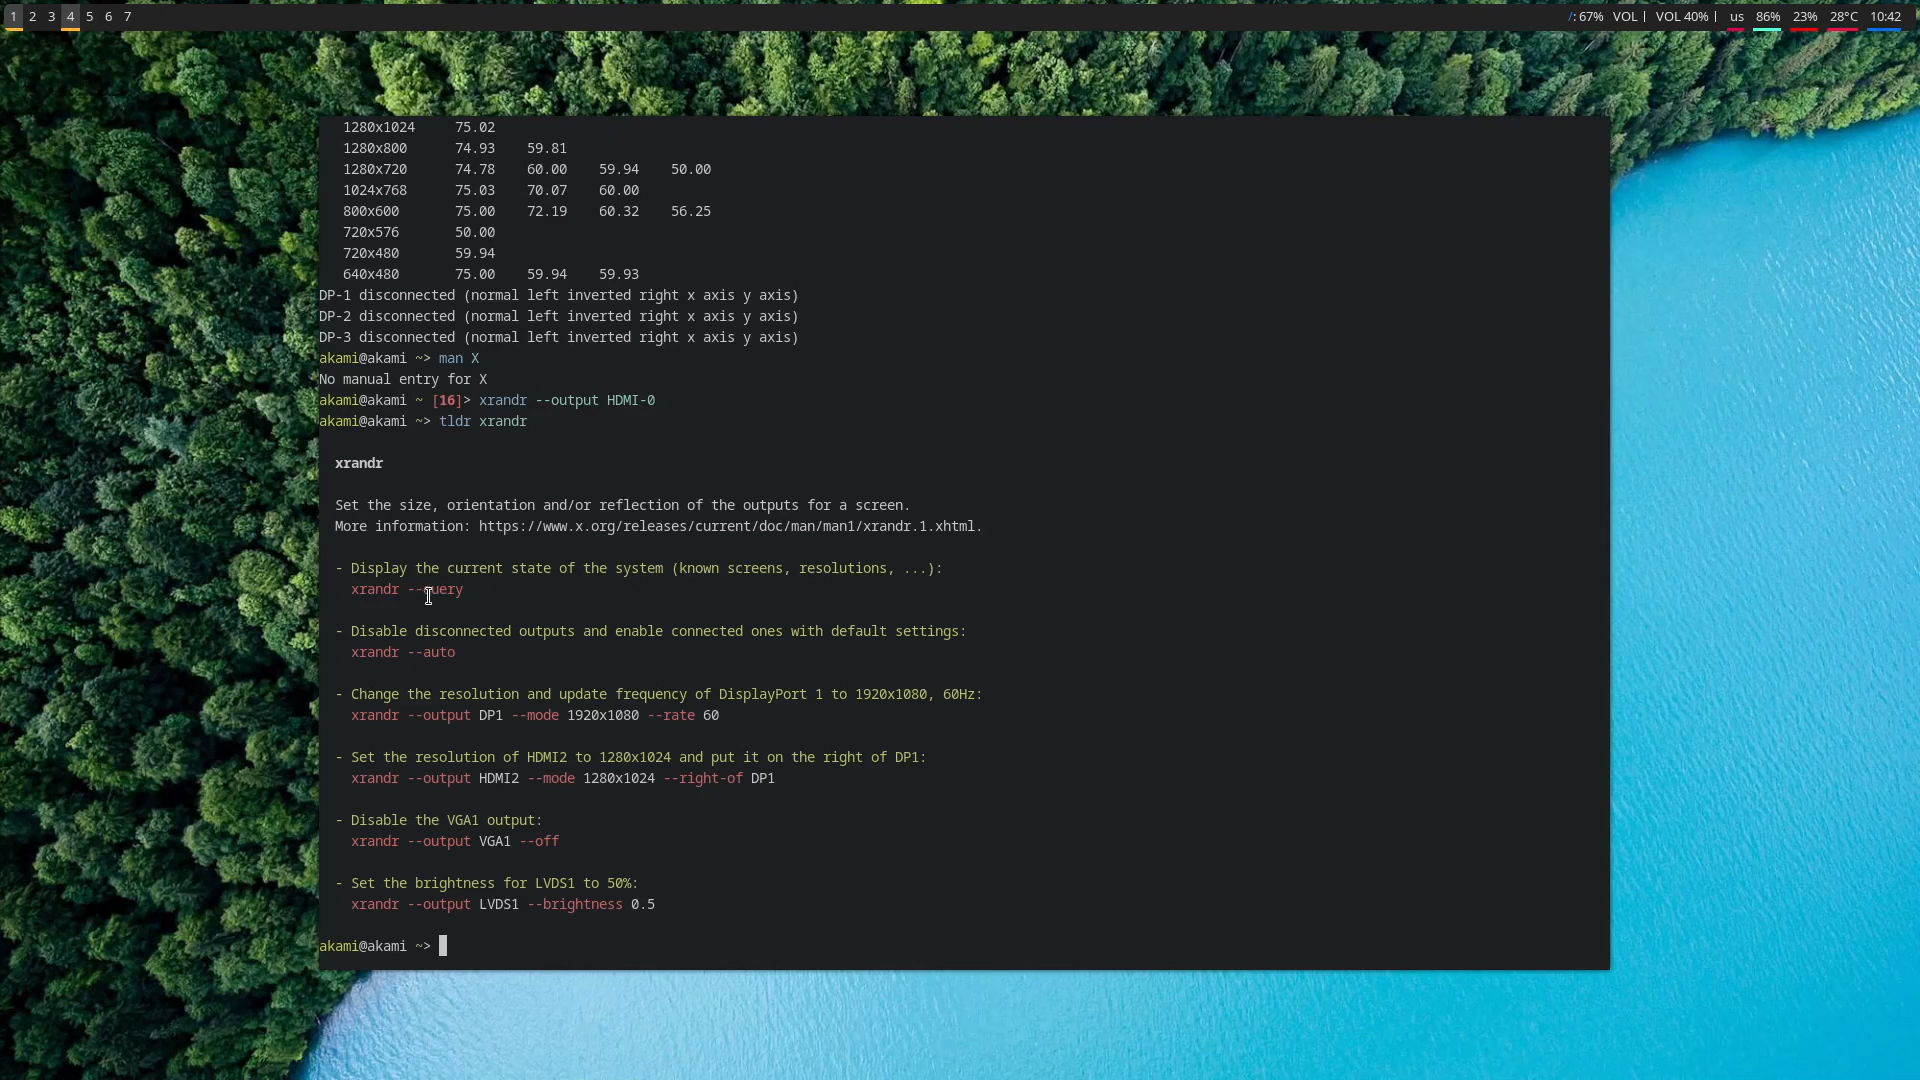 1 2 3 4 5 6 7 /: 67% VOL | VOL 40% | us 86% 23% 28°C 10:42
1280x1024 75.02
1280x800 74.93 59.81
1280x720 74.78 60.00 59.94 50.00
1024x768 75.03 70.07 60.00
800x600 75.00 72.19 60.32 56.25
720x576 50.00
720x480 59.94
640x480 75.00 59.94 59.93
DP-1 disconnected (normal left inverted right x axis y axis)
DP-2 disconnected (normal left inverted right x axis y axis)
DP-3 disconnected (normal left inverted right x axis y axis)
akami@akami ~> man X
No manual entry for X
akami@akami ~ [16]> xrandr --output HDMI-0
akami@akami ~> tldr xrandr
xrandr
Set the size, orientation and/or reflection of the outputs for a screen.
More information: https://www.x.org/releases/current/doc/man/man1/xrandr.1.xhtml.
- Display the current state of the system (known screens, resolutions, ...):
xrandr --query
- Disable disconnected outputs and enable connected ones with default settings:
xrandr --auto
- Change the resolution and update frequency of DisplayPort 1 to 1920x1080, 60Hz:
xrandr --output DP1 --mode 1920x1080 --rate 60
- Set the resolution of HDMI2 to 1280x1024 and put it on the right of DP1:
xrandr --output HDMI2 --mode 1280x1024 --right-of DP1
- Disable the VGA1 output:
xrandr --output VGA1 --off
- Set the brightness for LVDS1 to 50%:
xrandr --output LVDS1 --brightness 0.5
akami@akami ~>